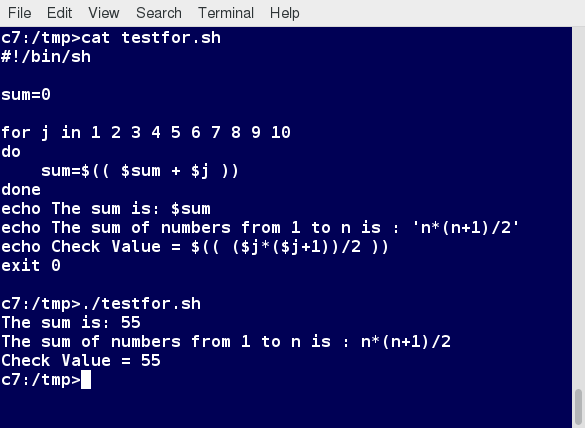 File Edit View Search Terminal Help
c7:/tmp>cat testfor.sh
#!/bin/sh
sum=0
for j in 1 2 3 4 5 6 7 8 9 10
do
    sum=$(( $sum + $j ))
done
echo The sum is: $sum
echo The sum of numbers from 1 to n is : 'n*(n+1)/2'
echo Check Value = $(( ($j*($j+1))/2 ))
exit 0
c7:/tmp>./testfor.sh
The sum is: 55
The sum of numbers from 1 to n is : n*(n+1)/2
Check Value = 55
c7:/tmp>